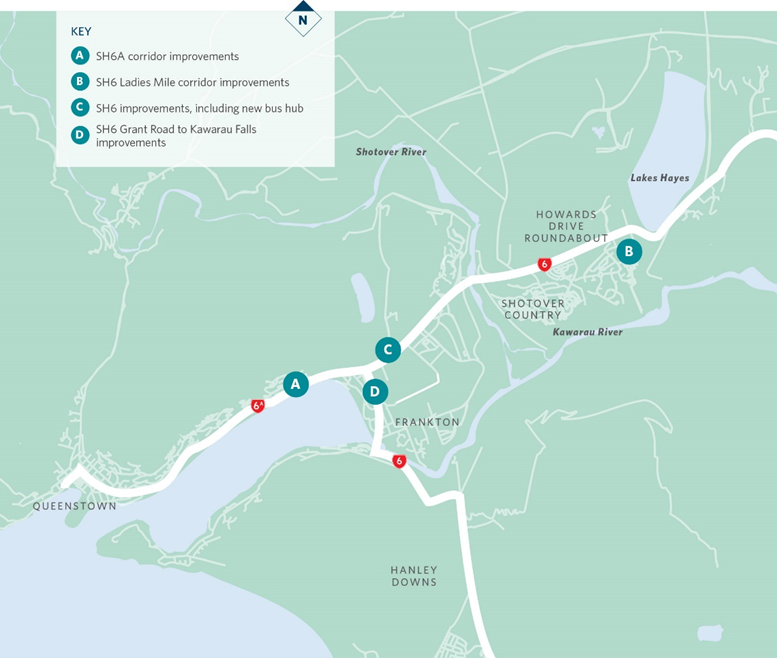 N
KEY
A SH6A corridor improvements
B SH6 Ladies Mile corridor improvements
C SH6 improvements, including new bus hub
D SH6 Grant Road to Kawarau Falls
improvements
Shotover River
Lakes Hayes
HOWARDS
DRIVE
ROUNDABOUT
B
6
SHOTOVER
COUNTRY
Kawarau River
C
A
D
6A
FRANKTON
6
QUEENSTOWN
HANLEY
DOWNS